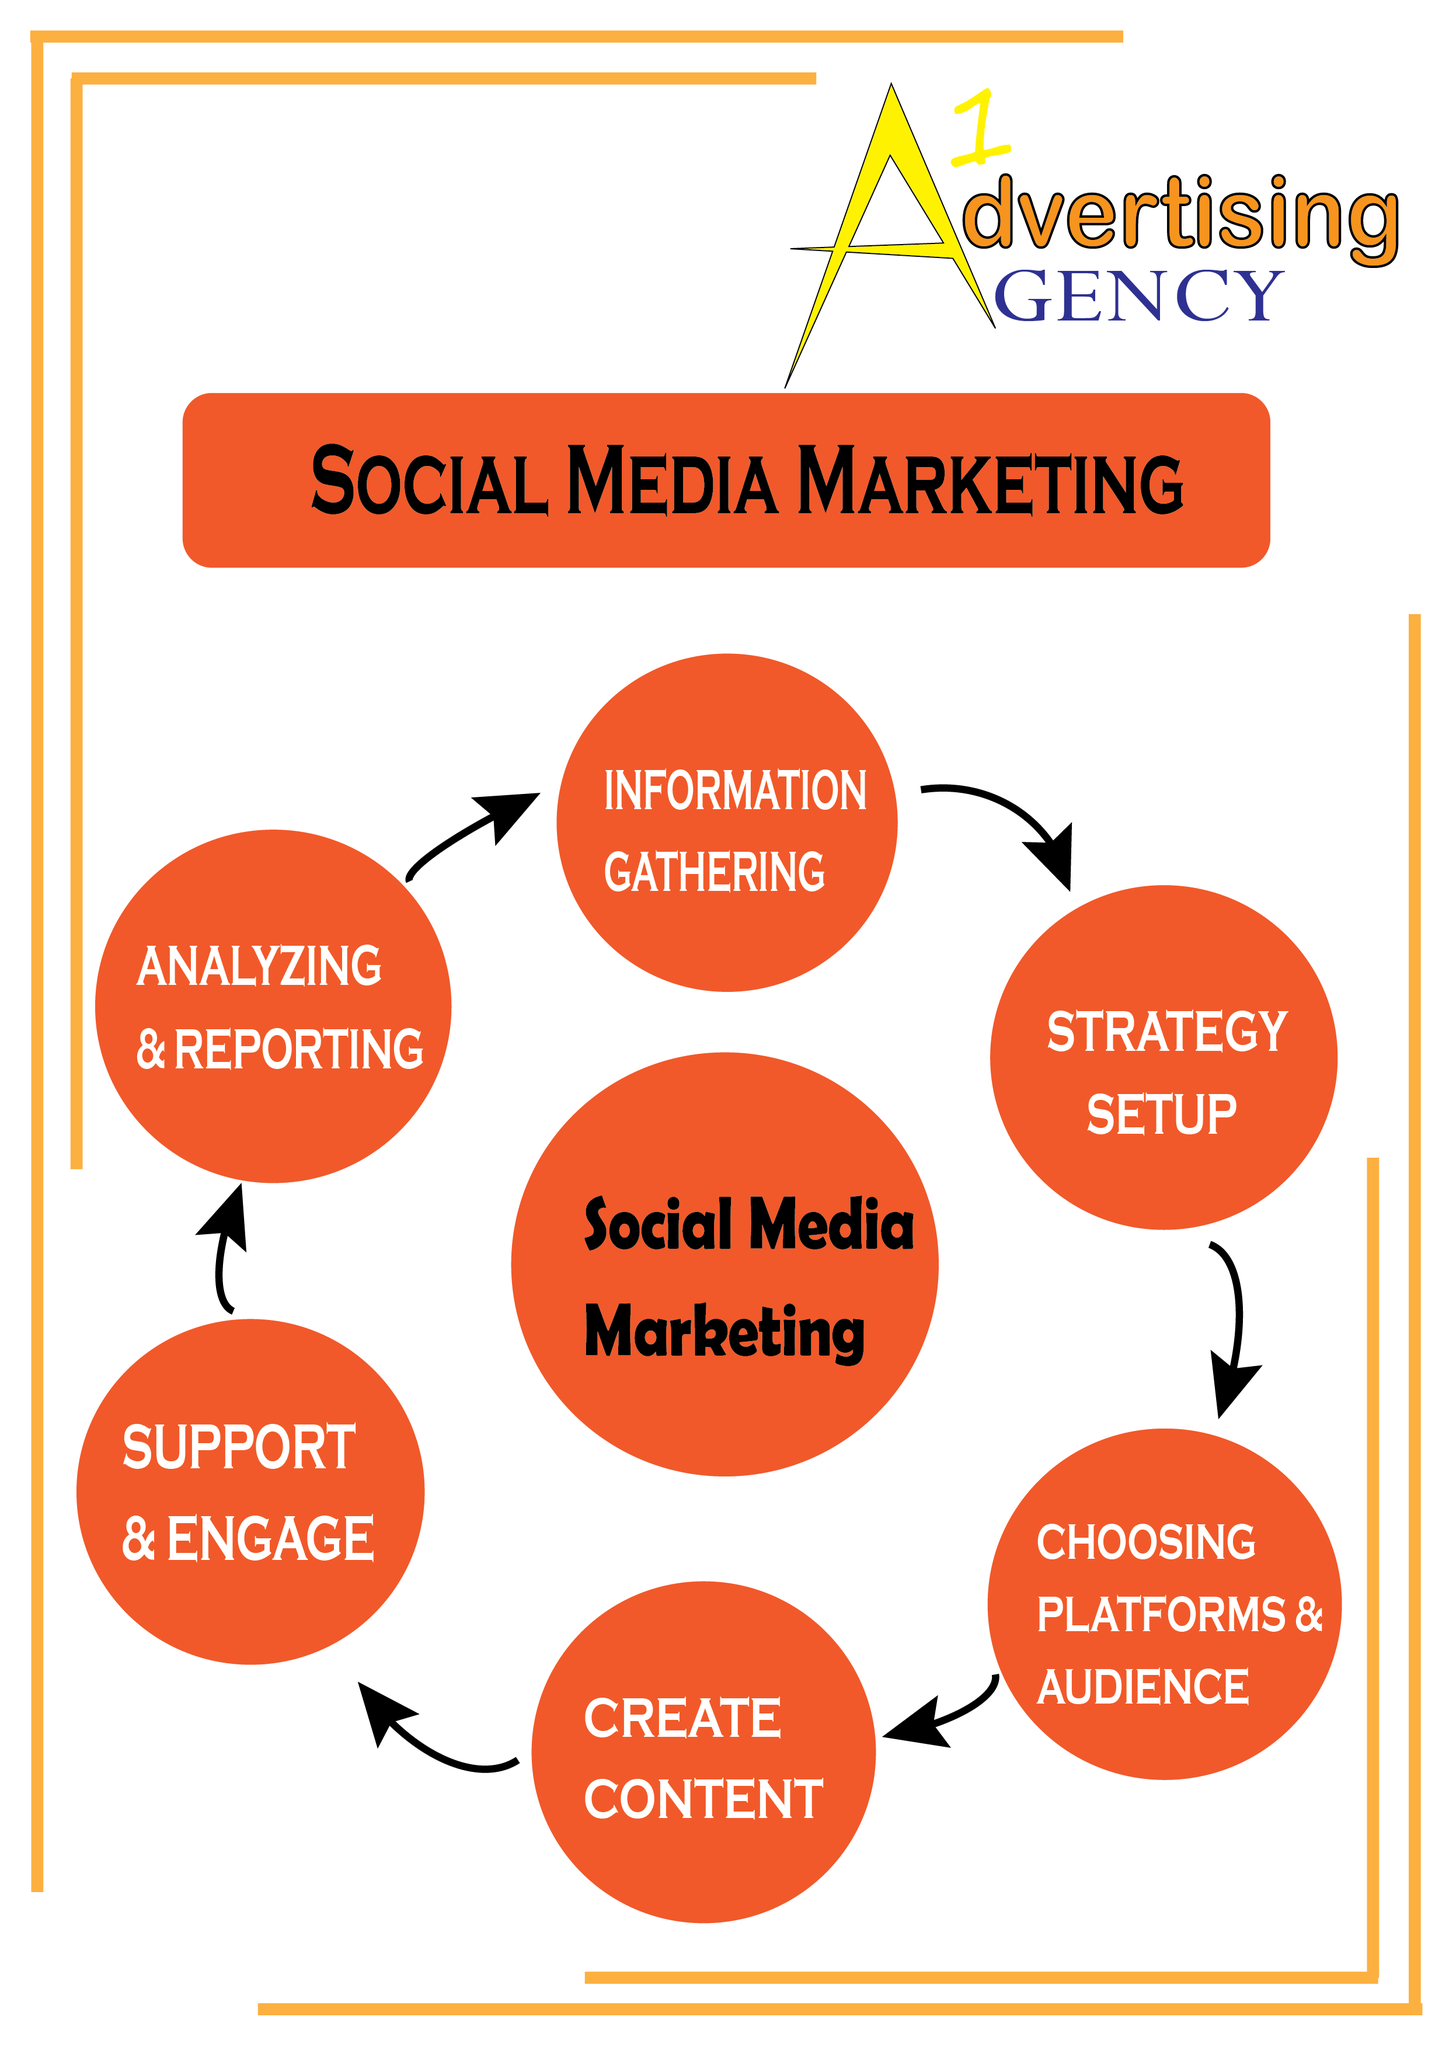 A1 Advertising
AGENCY
SOCIAL MEDIA MARKETING
INFORMATION
GATHERING
STRATEGY
SETUP
CHOOSING
PLATFORMS &
AUDIENCE
CREATE
CONTENT
SUPPORT
& ENGAGE
ANALYZING
& REPORTING
Social Media
Marketing